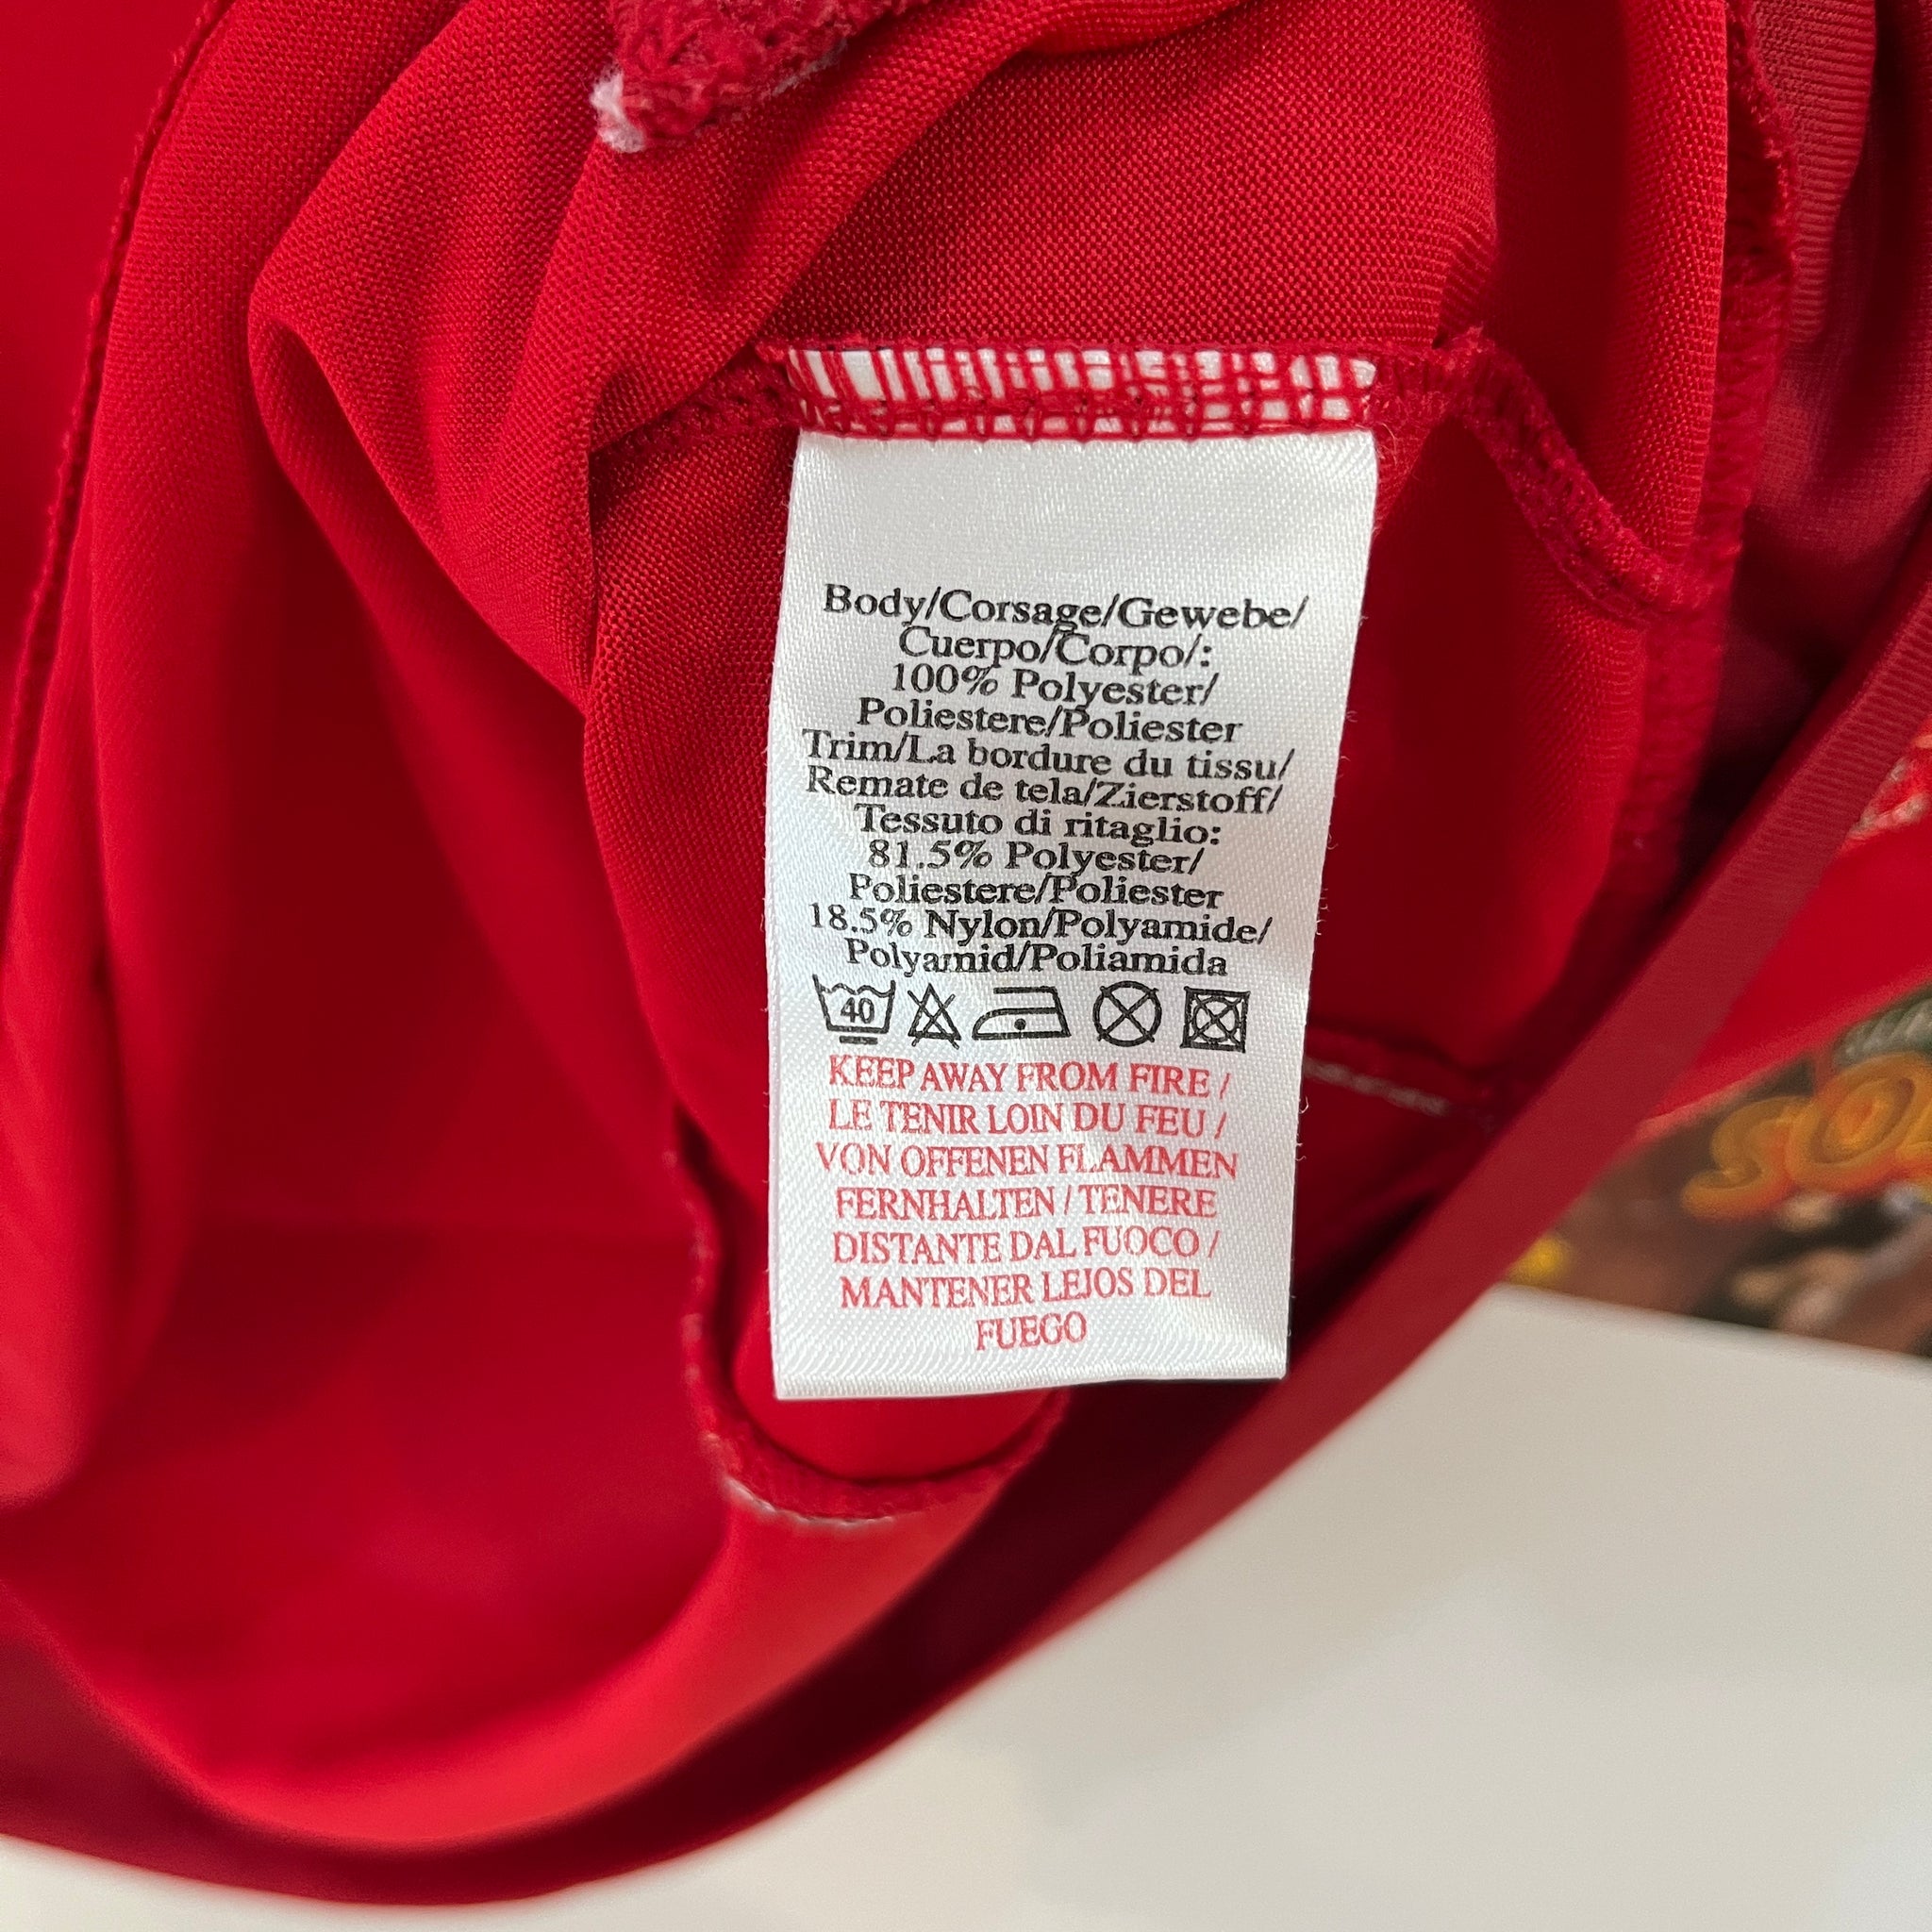 Body/Corsage/Gewebe/
Cuerpo/Corpo/:
100% Polyester/
Poliestere/Poliester
Trim/La bordure du tissu/
Remate de tela/Zierstoff/
Tessuto di ritaglio:
81.5% Polyester/
Poliestere/Poliester
18.5% Nylon/Polyamide/
Polyamid/Poliamida
40
KEEP AWAY FROM FIRE /
LE TENIR LOIN DU FEU /
VON OFFENEN FLAMMEN
FERNHALTEN / TENERE
DISTANTE DAL FUOCO /
MANTENER LEJOS DEL
FUEGO